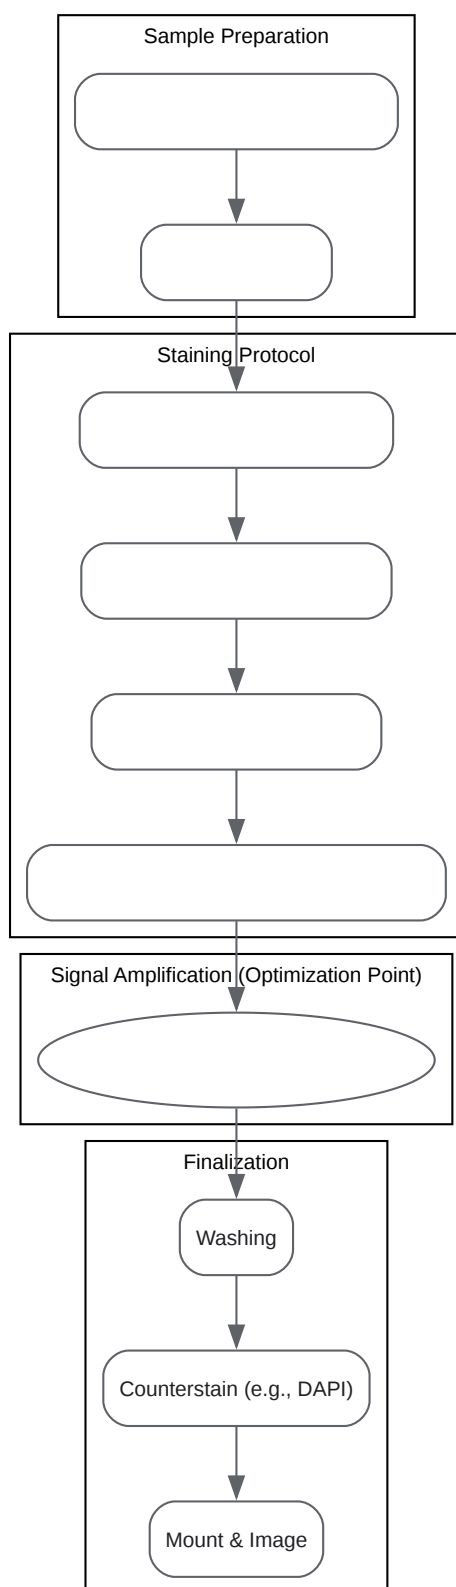 Sample Preparation
Staining Protocol
Signal Amplification (Optimization Point)
Finalization
Washing
Counterstain (e.g., DAPI)
Mount & Image